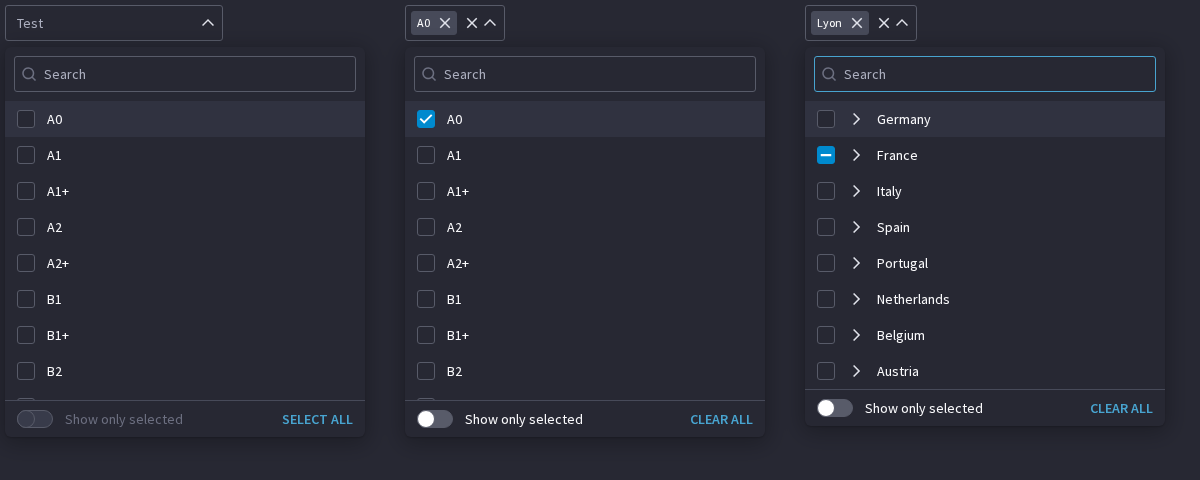 Test
Search
A0
A1
A1+
A2
A2+
B1
B1+
B2
Show only selected
SELECT ALL
A0
Search
A0
A1
A1+
A2
A2+
B1
B1+
B2
Show only selected
CLEAR ALL
Lyon
Search
Germany
France
Italy
Spain
Portugal
Netherlands
Belgium
Austria
Show only selected
CLEAR ALL